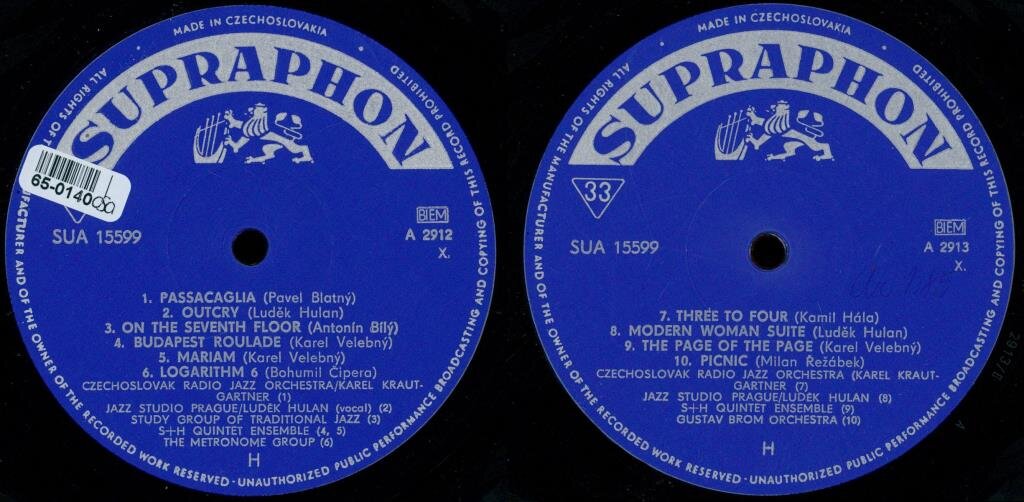 MADE IN CZECHOSLOVAKIA
SUPRAPHON
65-0140
SUA 15599
BIEM
A 2912
X.
1. PASSACAGLIA (Pavel Blatný)
2. OUTCRY (Luděk Hulan)
3. ON THE SEVENTH FLOOR (Antonín Bílý)
4. BUDAPEST ROULADE (Karel Velebný)
5. MARIAM (Karel Velebný)
6. LOGARITHM 6 (Bohumil Čipera)
CZECHOSLOVAK RADIO JAZZ ORCHESTRA/KAREL KRAUT-
GARTNER (1)
JAZZ STUDIO PRAGUE/LUDĚK HULAN (vocal) (2)
STUDY GROUP OF TRADITIONAL JAZZ (3)
S+H QUINTET ENSEMBLE (4, 5)
THE METRONOME GROUP (6)
H
ALL RIGHTS OF UFACTURER AND OF THE OWNER OF THE RECORDED WORK RESERVED · UNAUTHORIZED PUBLIC PERFORMANCE BROADCASTING AND COPYING OF THIS RECORD PROHIBITED
MADE IN CZECHOSLOVAKIA
SUPRAPHON
33
SUA 15599
BIEM
A 2913
X.
7. THREE TO FOUR (Kamil Hála)
8. MODERN WOMAN SUITE (Luděk Hulan)
9. THE PAGE OF THE PAGE (Karel Velebný)
10. PICNIC (Milan Řežábek)
CZECHOSLOVAK RADIO JAZZ ORCHESTRA (KAREL KRAUT-
GARTNER (7)
JAZZ STUDIO PRAGUE/LUDĚK HULAN (8)
S+H QUINTET ENSEMBLE (9)
GUSTAV BROM ORCHESTRA (10)
H
ALL RIGHTS OF THE MANUFACTURER AND OF THE OWNER OF THE RECORDED WORK RESERVED · UNAUTHORIZED PUBLIC PERFORMANCE BROADCASTING AND COPYING OF THIS RECORD PROHIBITED